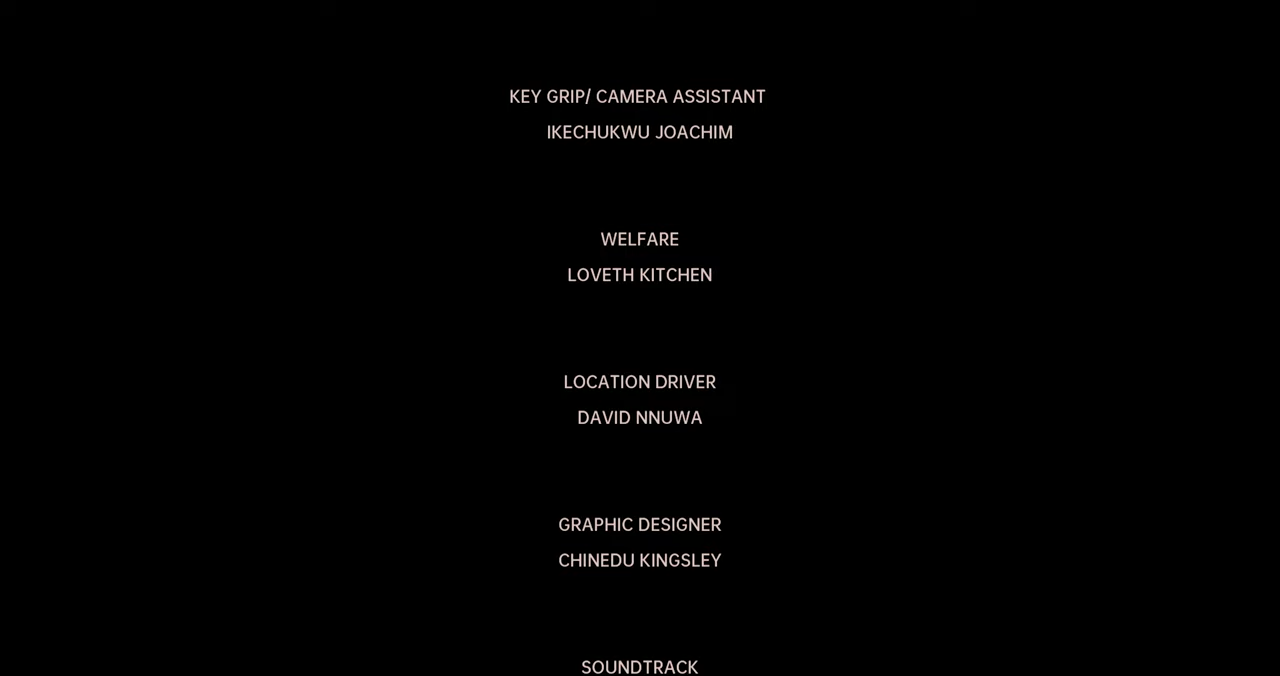 KEY GRIP/ CAMERA ASSISTANT
IKECHUKWU JOACHIM
WELFARE
LOVETH KITCHEN
LOCATION DRIVER
DAVID NNUWA
GRAPHIC DESIGNER
CHINEDU KINGSLEY
SOUNDTRACK